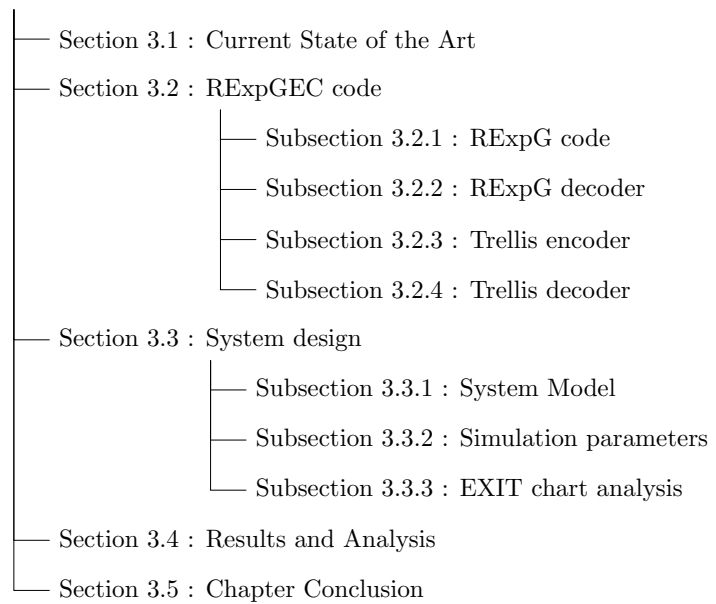 Section 3.1 : Current State of the Art
Section 3.2 : RExpGEC code
Subsection 3.2.1 : RExpG code
Subsection 3.2.2 : RExpG decoder
Subsection 3.2.3 : Trellis encoder
Subsection 3.2.4 : Trellis decoder
Section 3.3 : System design
Subsection 3.3.1 : System Model
Subsection 3.3.2 : Simulation parameters
Subsection 3.3.3 : EXIT chart analysis
Section 3.4 : Results and Analysis
Section 3.5 : Chapter Conclusion